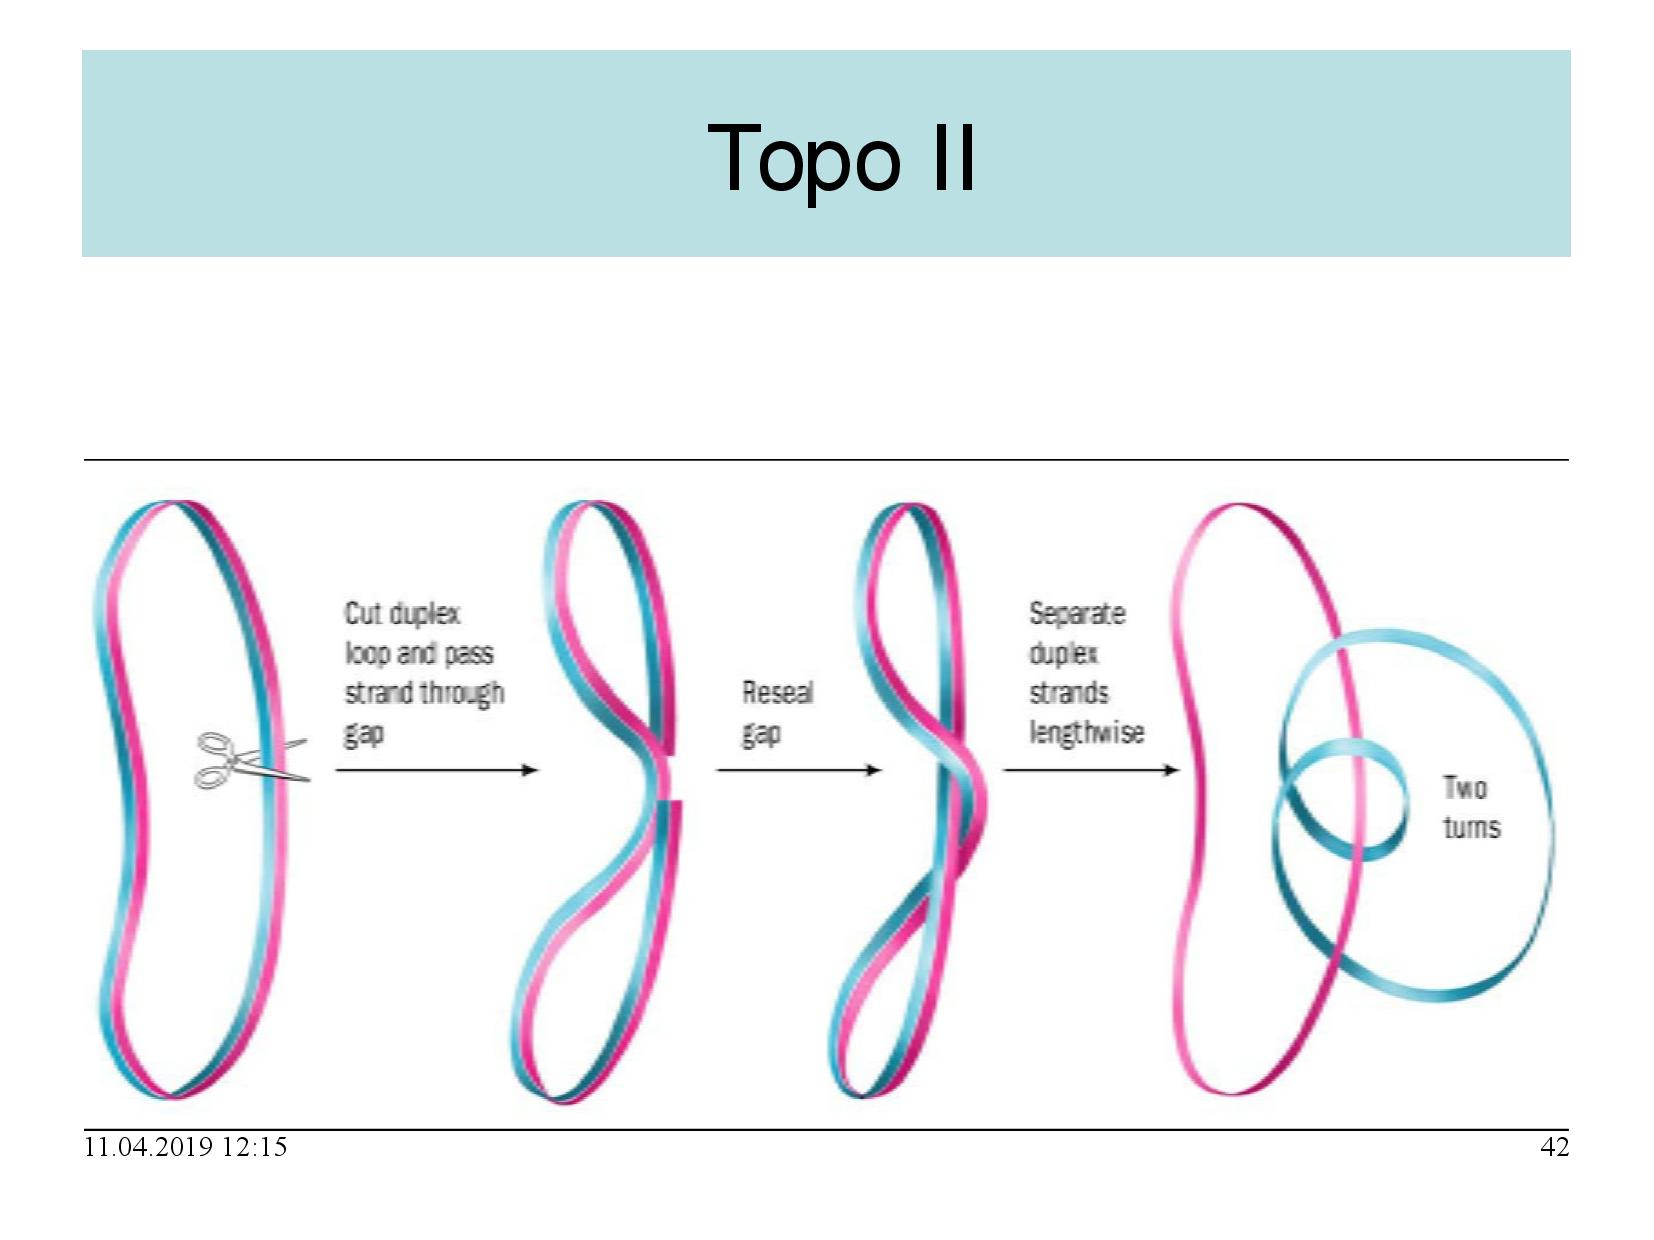 Topo II
Cut duplex
loop and pass
strand through
gap
Reseal
gap
Separate
duplex
strands
lengthwise
Two
turns
11.04.2019 12:15
42